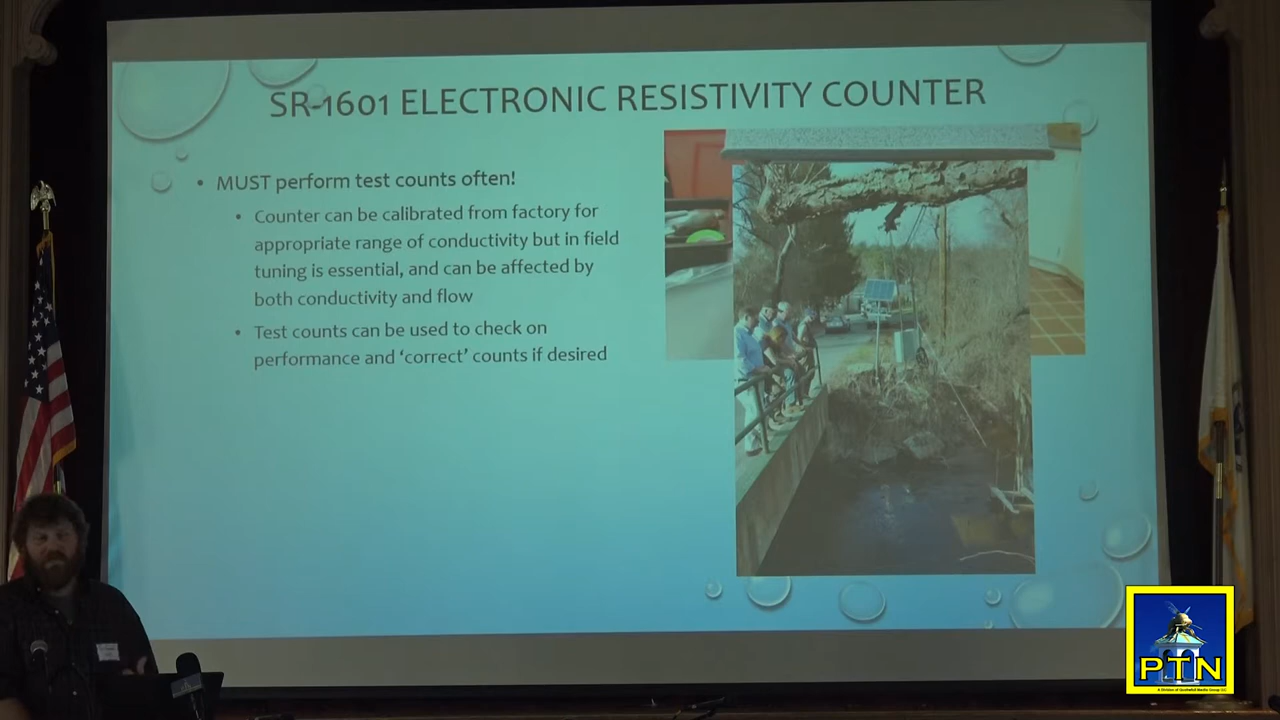 SR-1601 ELECTRONIC RESISTIVITY COUNTER
• MUST perform test counts often!
• Counter can be calibrated from factory for
appropriate range of conductivity but in field
tuning is essential, and can be affected by
both conductivity and flow
• Test counts can be used to check on
performance and ‘correct’ counts if desired
PTN